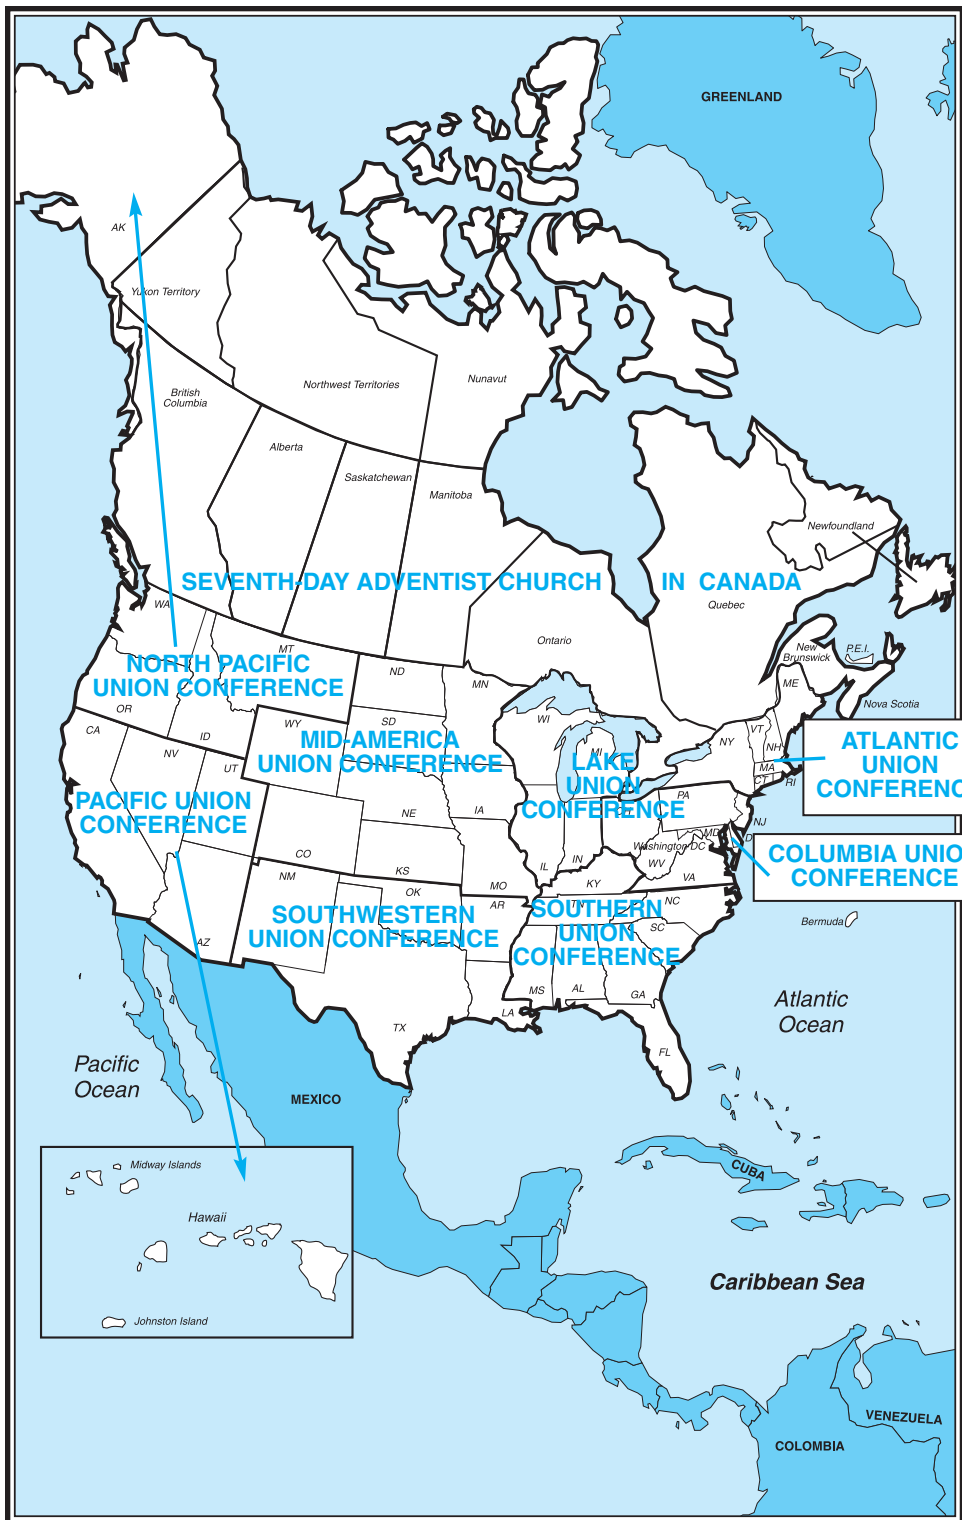 GREENLAND
AK
Yukon Territory
Northwest Territories
Nunavut
British
Columbia
Alberta
Saskatchewan
Manitoba
Newfoundland
SEVENTH-DAY ADVENTIST CHURCH IN CANADA
Quebec
WA
Ontario
MT
New
Brunswick
P.E.I.
NORTH PACIFIC
UNION CONFERENCE
ND
MN
ME
Nova Scotia
OR
ID
WY
SD
WI
VT
CA
NV
UT
MID-AMERICA
UNION CONFERENCE
MI
NY
NH
MA
CT
RI
ATLANTIC
UNION
CONFERENC
LAKE
UNION
CONFERENCE
PACIFIC UNION
CONFERENCE
NE
IA
OH
PA
NJ
MD
D
Washington DC
COLUMBIA UNIO
CONFERENCE
CO
KS
MO
IL
IN
WV
VA
KY
NM
OK
AR
TN
NC
SC
SOUTHWESTERN
UNION CONFERENCE
SOUTHERN
UNION
CONFERENCE
Bermuda
AZ
TX
LA
MS
AL
GA
FL
Atlantic
Ocean
Pacific
Ocean
MEXICO
Midway Islands
Hawaii
Johnston Island
CUBA
Caribbean Sea
VENEZUELA
COLOMBIA